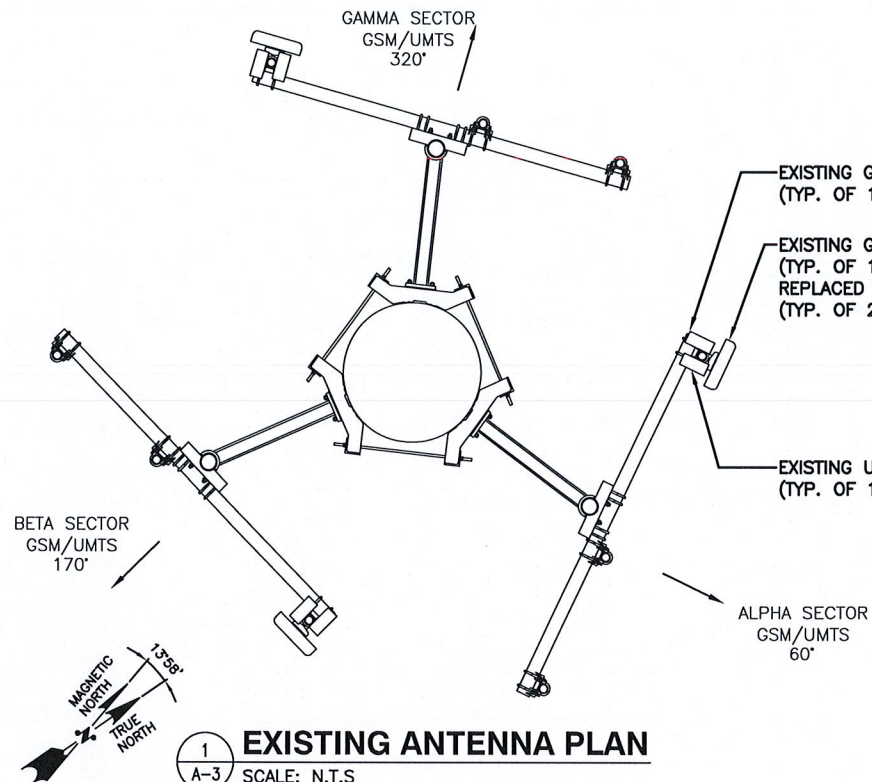 GAMMA SECTOR
GSM/UMTS
320°
EXISTING G
(TYP. OF 1
EXISTING G
(TYP. OF 1
REPLACED
(TYP. OF 2
EXISTING U
(TYP. OF 1
BETA SECTOR
GSM/UMTS
170°
ALPHA SECTOR
GSM/UMTS
60°
MAGNETIC
NORTH
13°58'
TRUE
NORTH
N
1
A-3
EXISTING ANTENNA PLAN
SCALE: N.T.S